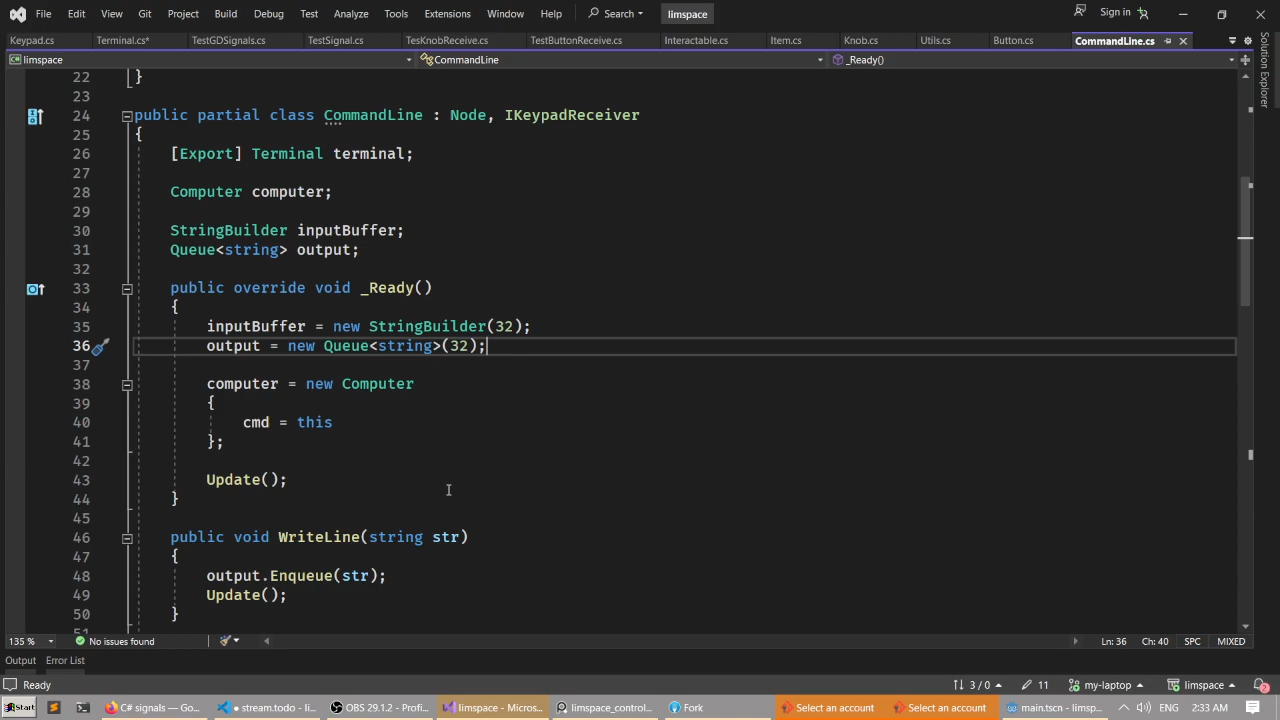 File Edit View Git Project Build Debug Test Analyze Tools Extensions Window Help Search limspace Sign in
Keypad.cs Terminal.cs* TestGDSignals.cs TestSignal.cs TesKnobReceive.cs TestButtonReceive.cs Interactable.cs Item.cs Knob.cs Utils.cs Button.cs CommandLine.cs
limspace CommandLine _Ready()
Solution Explorer
22 }
23
24 public partial class CommandLine : Node, IKeypadReceiver
25 {
26 [Export] Terminal terminal;
27
28 Computer computer;
29
30 StringBuilder inputBuffer;
31 Queue<string> output;
32
33 public override void _Ready()
34 {
35 inputBuffer = new StringBuilder(32);
36 output = new Queue<string>(32);
37
38 computer = new Computer
39 {
40 cmd = this
41 };
42
43 Update();
44 }
45
46 public void WriteLine(string str)
47 {
48 output.Enqueue(str);
49 Update();
50 }
51
135 % No issues found Ln: 36 Ch: 40 SPC MIXED
Output Error List
Ready 3 / 0 11 my-laptop limspace 2
Start C# signals — Go... stream.todo - li... OBS 29.1.2 - Profi... limspace - Micros... limspace_control... Fork Select an account Select an account main.tscn - limsp... 2:33 AM